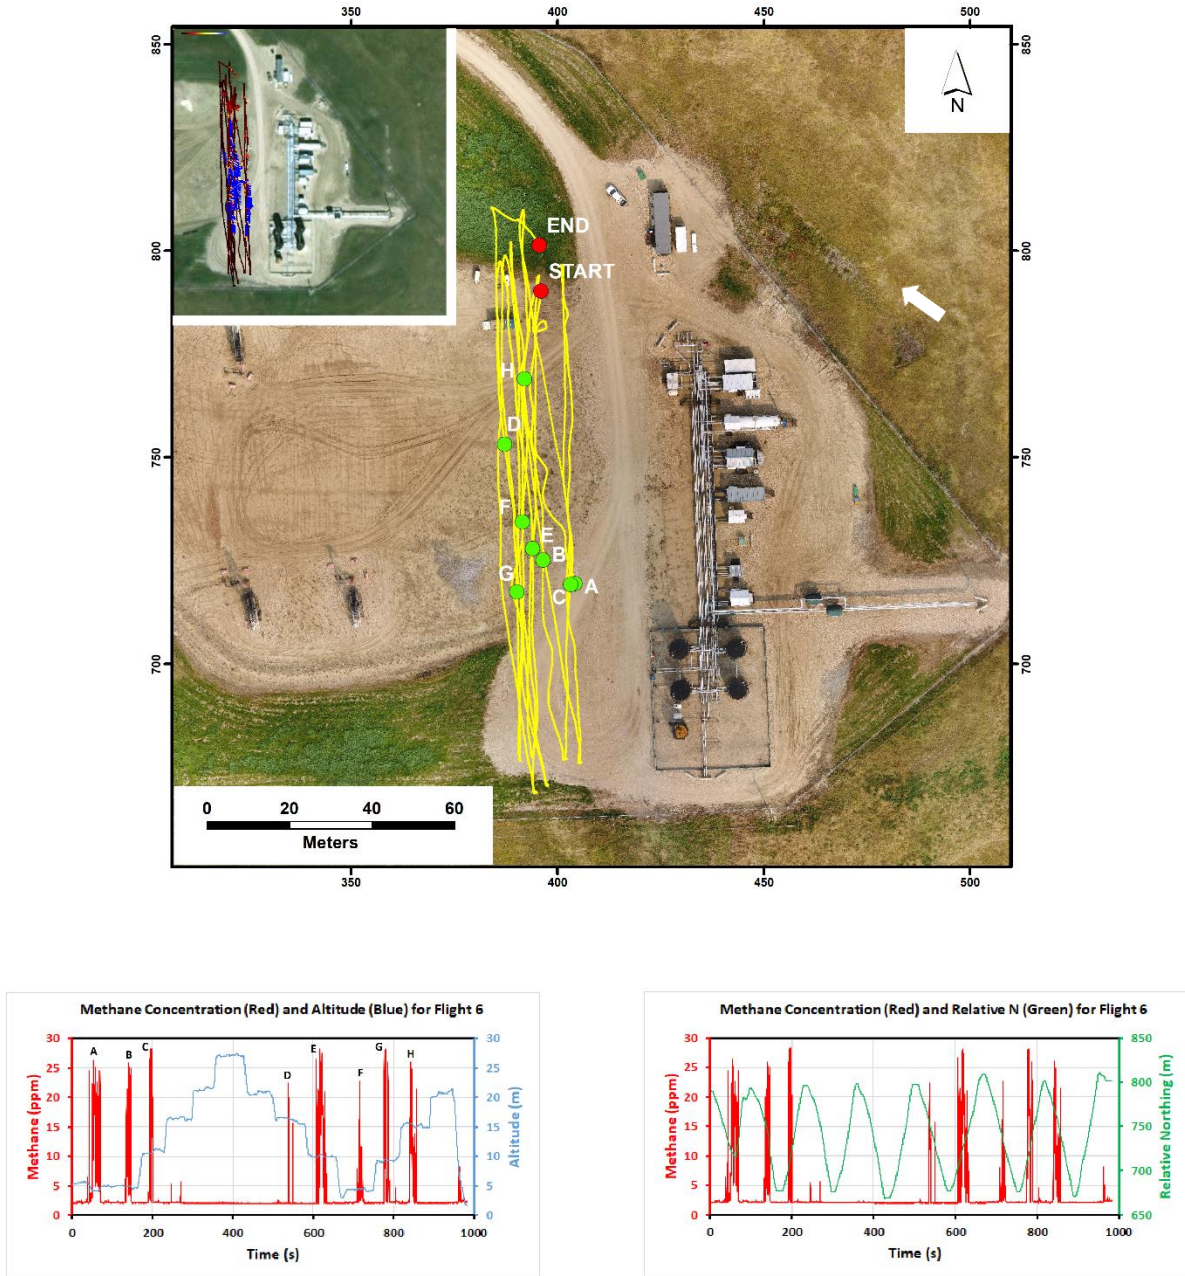 350 400 450 500
850 850
N
END
800 800
START
H
D
750 750
F
E
B
G
C A
700 700
0 20 40 60
Meters
350 400 450 500
Methane Concentration (Red) and Altitude (Blue) for Flight 6
30 30
25 25
20 20
15 15
10 10
5 5
0 0
A B C D E F G H
Methane (ppm)
Altitude (m)
0 200 400 600 800 1000
Time (s)
Methane Concentration (Red) and Relative N (Green) for Flight 6
30 850
25 800
20 750
15 700
10 650
5
0
Methane (ppm)
Relative Northing (m)
0 200 400 600 800 1000
Time (s)